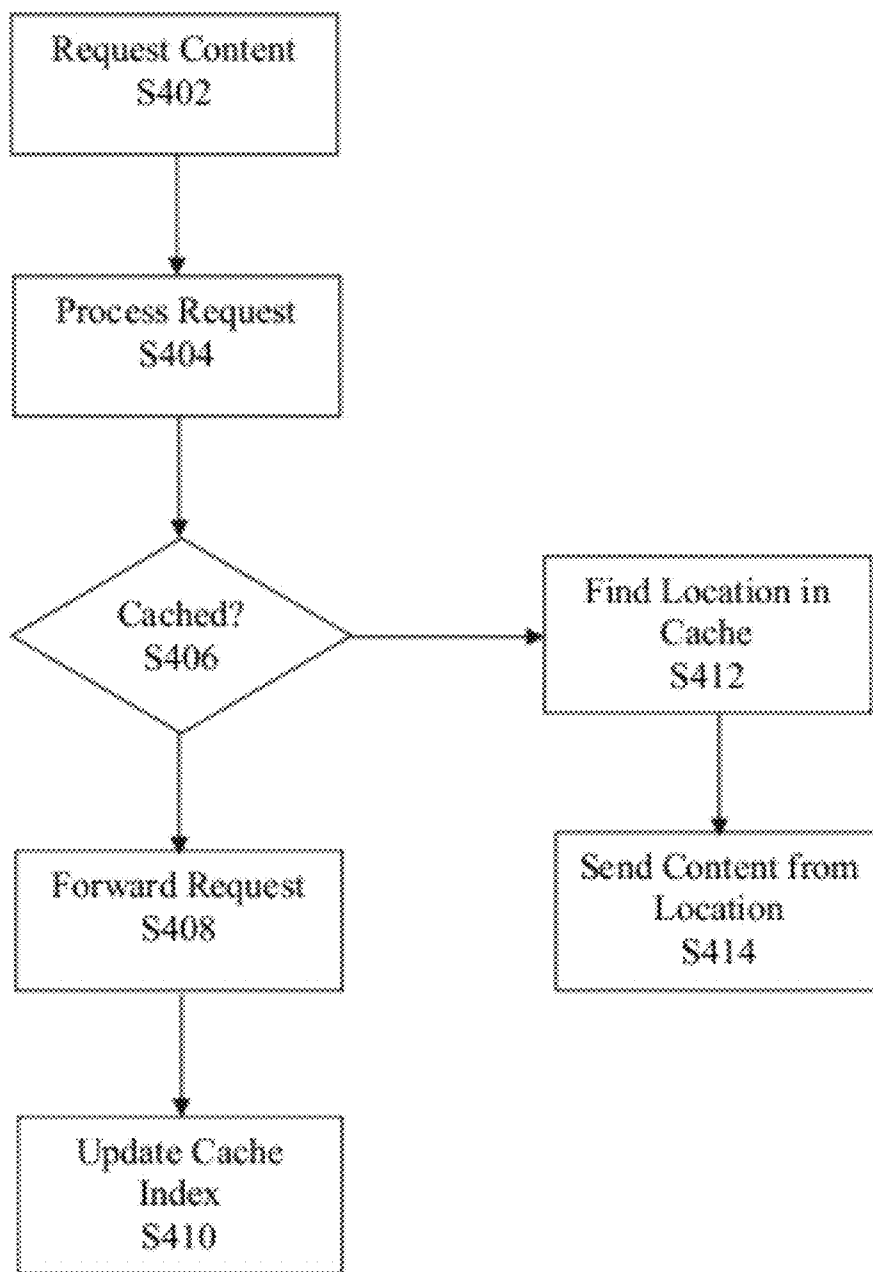 Request Content
S402
Process Request
S404
Cached?
S406
Find Location in
Cache
S412
Forward Request
S408
Send Content from
Location
S414
Update Cache
Index
S410